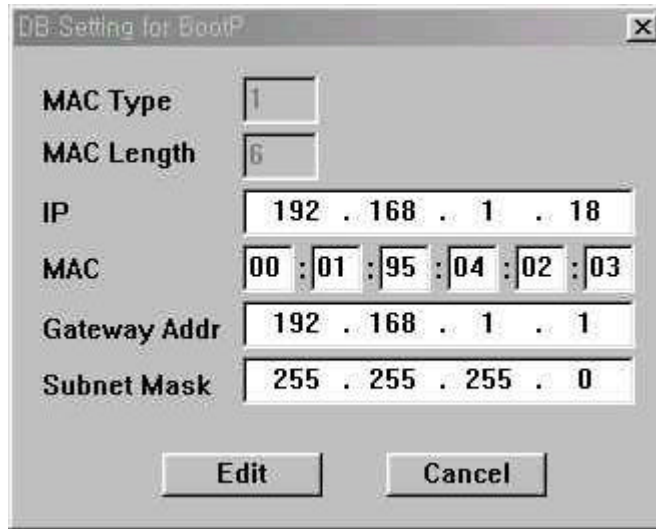 DB Setting for BootP
MAC Type 1
MAC Length 6
IP 192 . 168 . 1 . 18
MAC 00 : 01 : 95 : 04 : 02 : 03
Gateway Addr 192 . 168 . 1 . 1
Subnet Mask 255 . 255 . 255 . 0
Edit Cancel